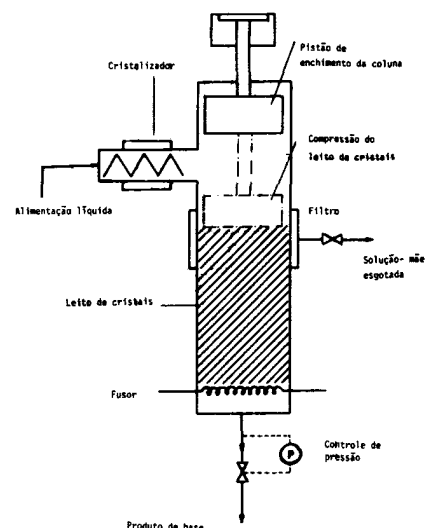 Pistão de
enchimento da coluna
Cristalizador
Compressão do
leito de cristais
Alimentação líquida
Filtro
Solução- mãe
esgotada
Leito de cristais
Fusor
Controle de
pressão
P
Produto de base